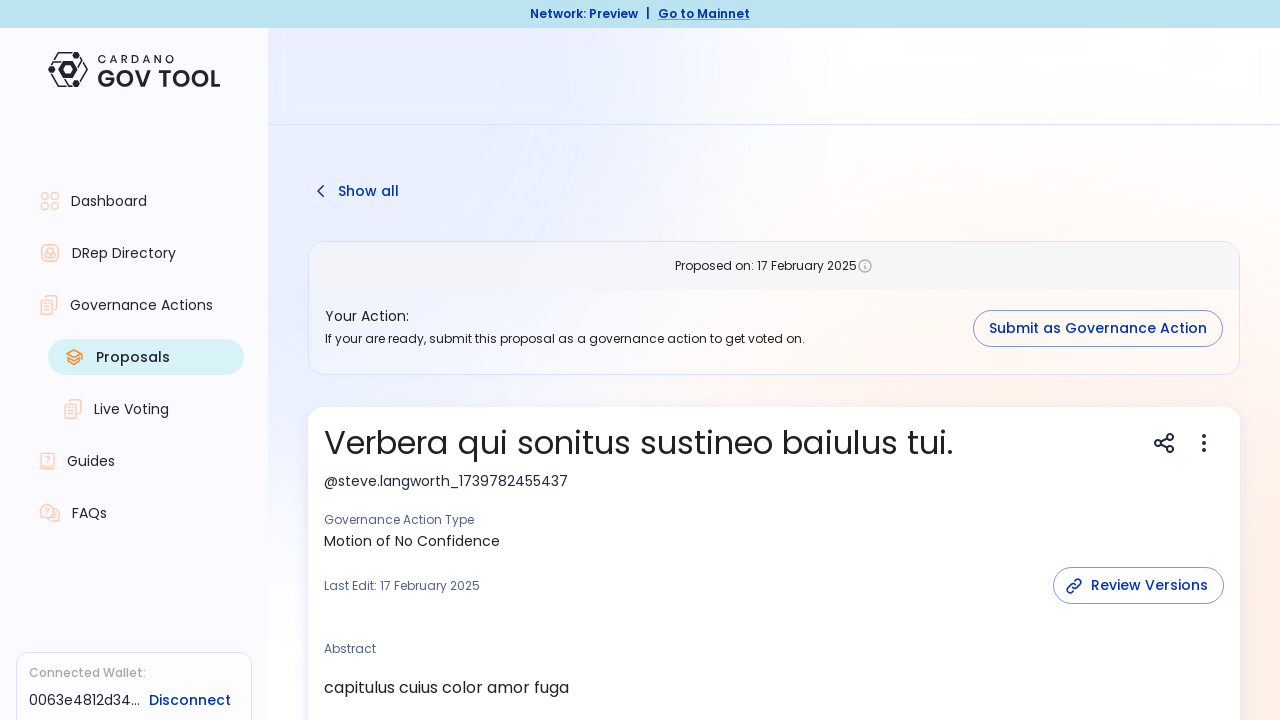 Network: Preview | Go to Mainnet
CARDANO
GOV TOOL
Dashboard
DRep Directory
Governance Actions
Proposals
Live Voting
Guides
FAQs
Connected Wallet:
0063e4812d34... Disconnect
Show all
Proposed on: 17 February 2025
Your Action:
If your are ready, submit this proposal as a governance action to get voted on.
Submit as Governance Action
Verbera qui sonitus sustineo baiulus tui.
@steve.langworth_1739782455437
Governance Action Type
Motion of No Confidence
Last Edit: 17 February 2025
Review Versions
Abstract
capitulus cuius color amor fuga